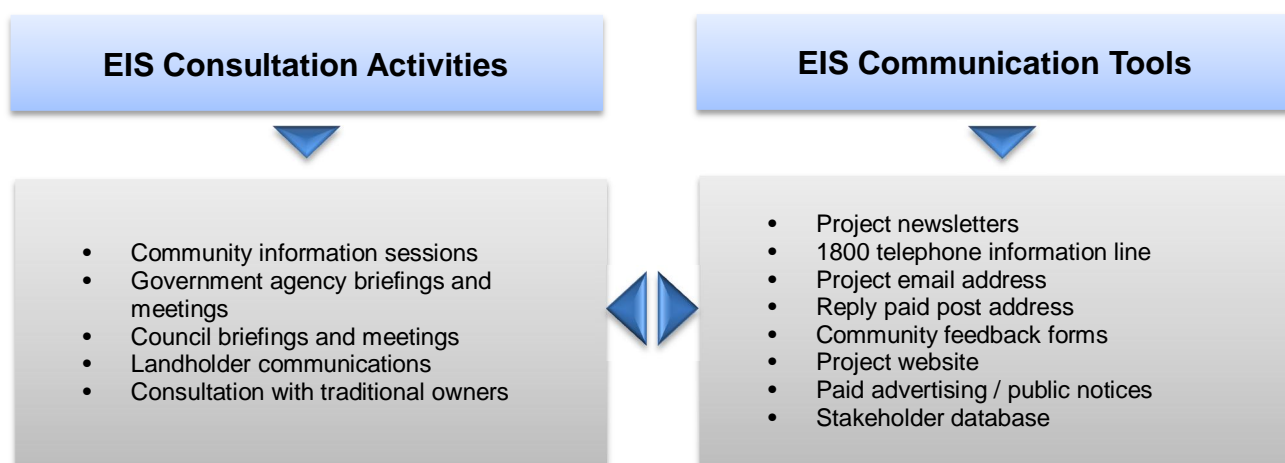 EIS Consultation Activities
• Community information sessions
• Government agency briefings and
meetings
• Council briefings and meetings
• Landholder communications
• Consultation with traditional owners
EIS Communication Tools
• Project newsletters
• 1800 telephone information line
• Project email address
• Reply paid post address
• Community feedback forms
• Project website
• Paid advertising / public notices
• Stakeholder database